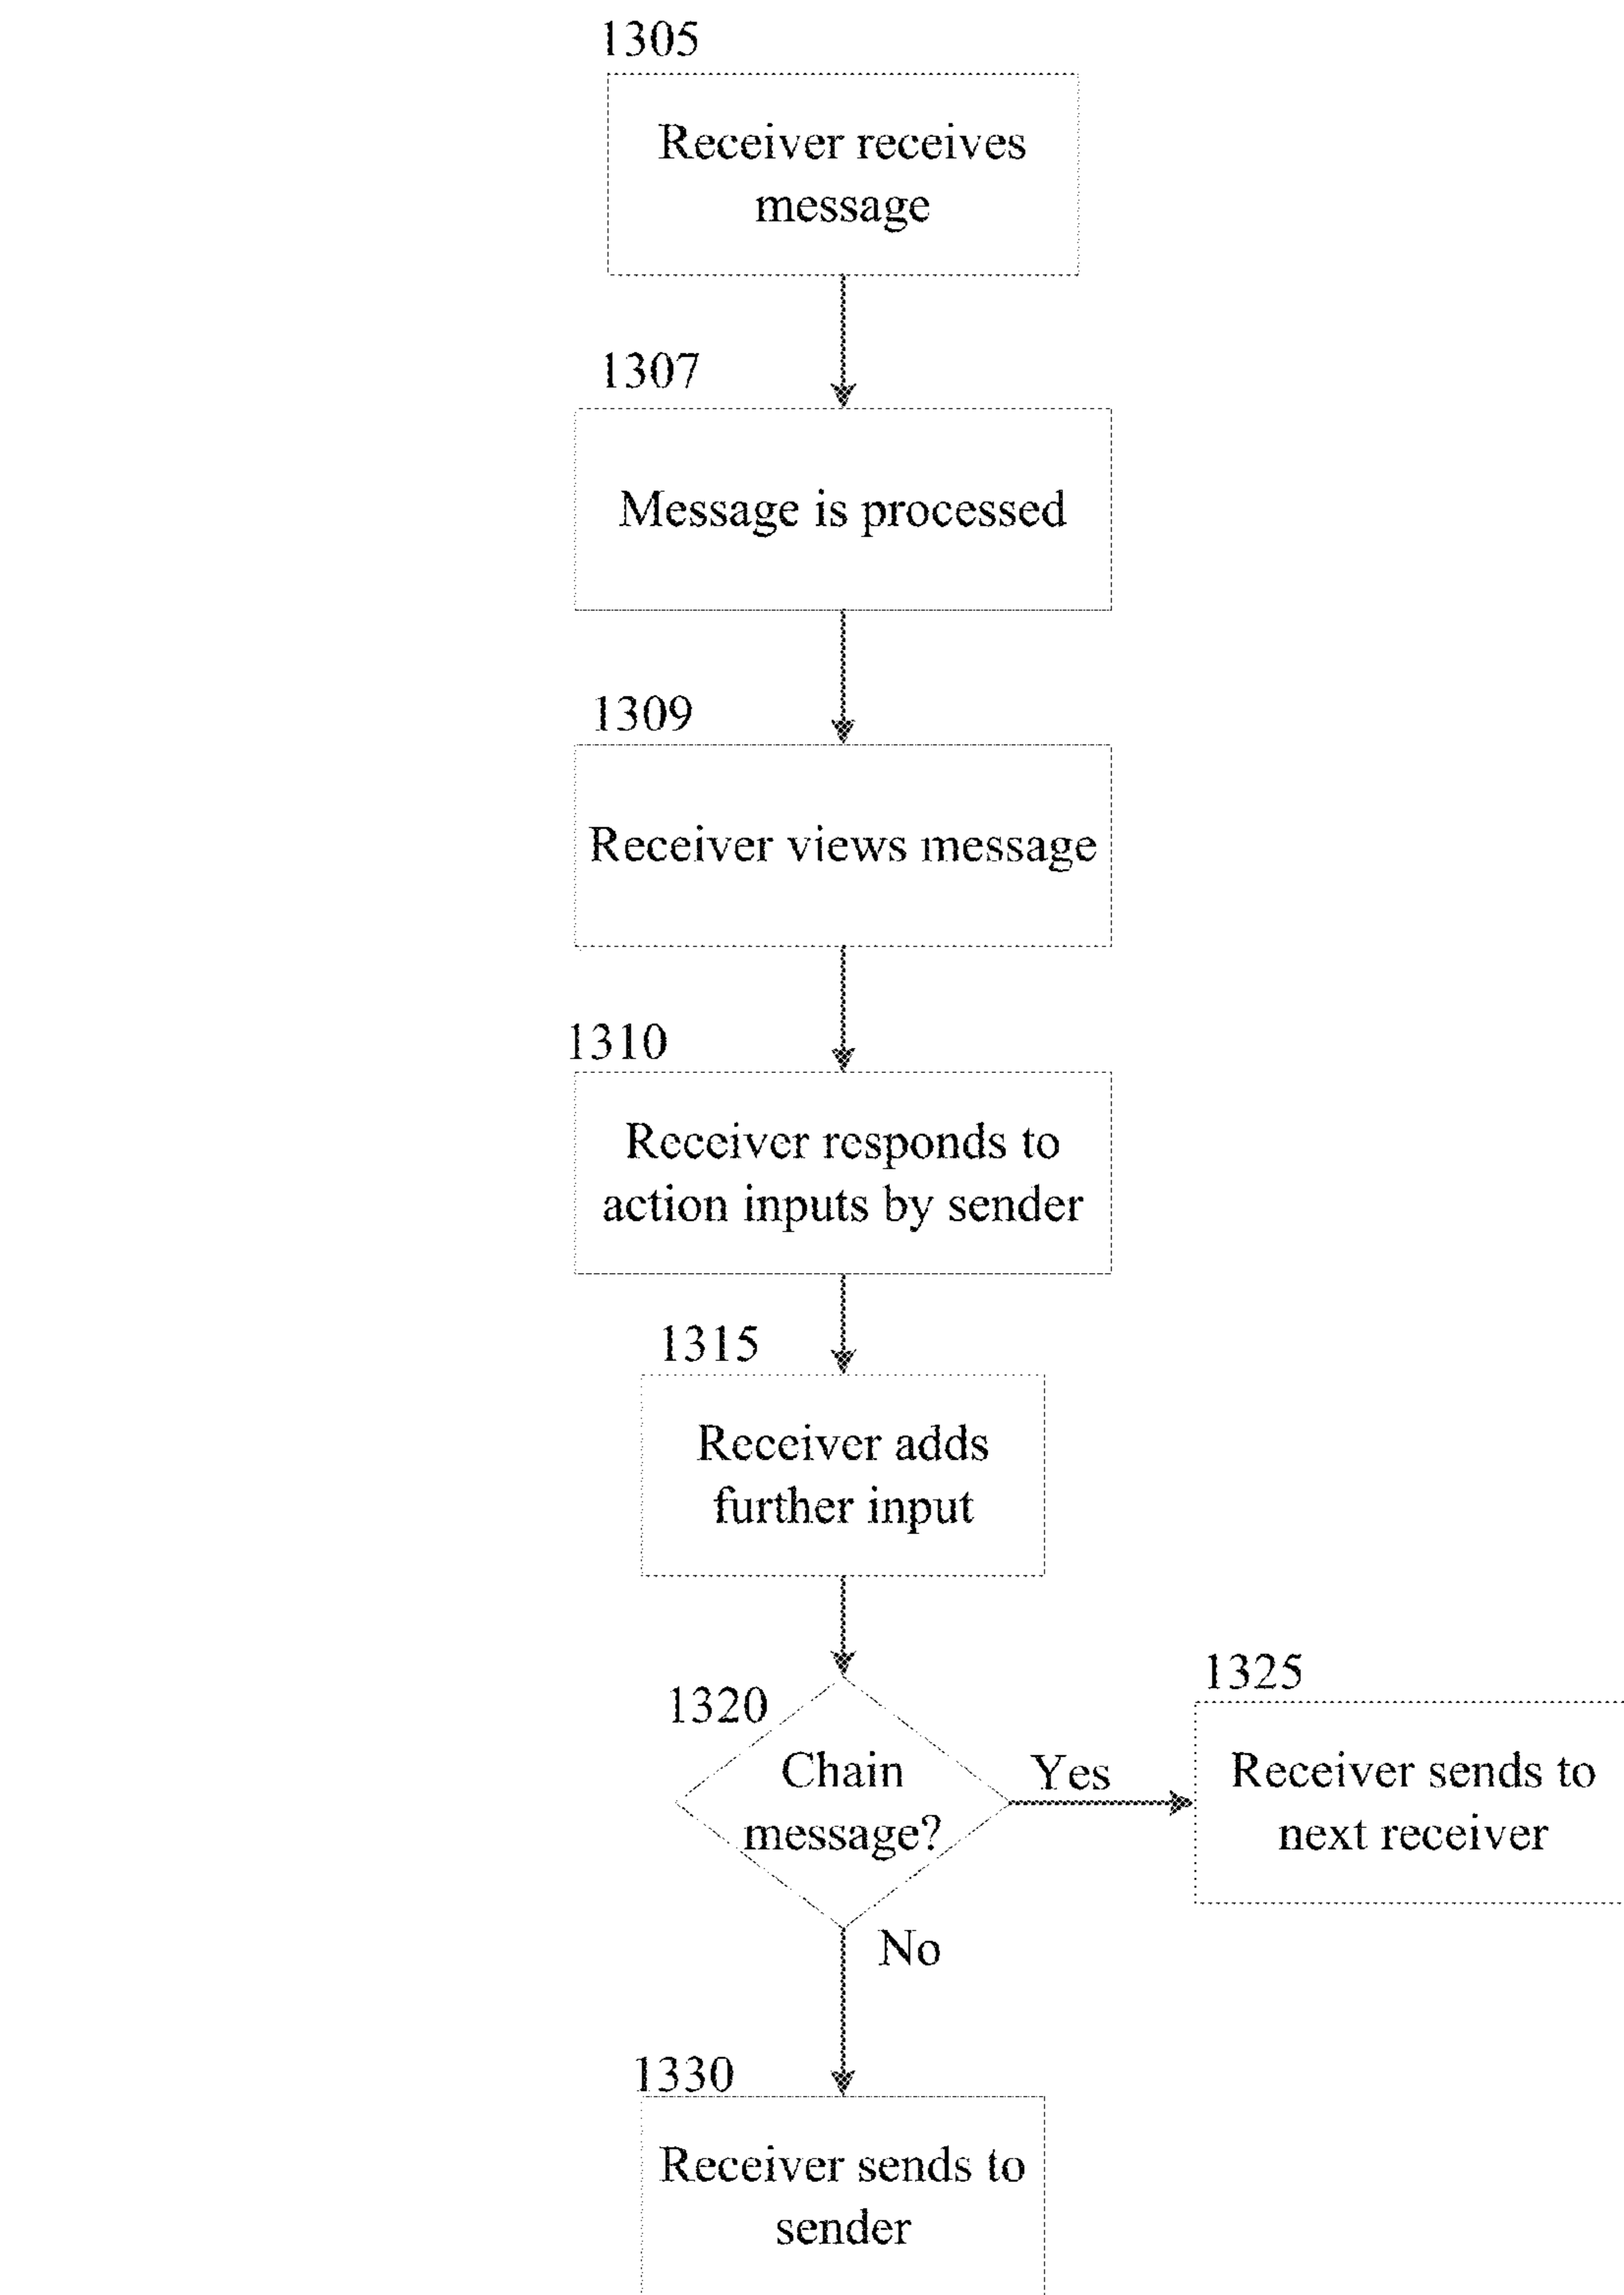 1305
Receiver receives
message
1307
Message is processed
1309
Receiver views message
1310
Receiver responds to
action inputs by sender
1315
Receiver adds
further input
1320
Chain
message?
Yes
1325
Receiver sends to
next receiver
No
1330
Receiver sends to
sender